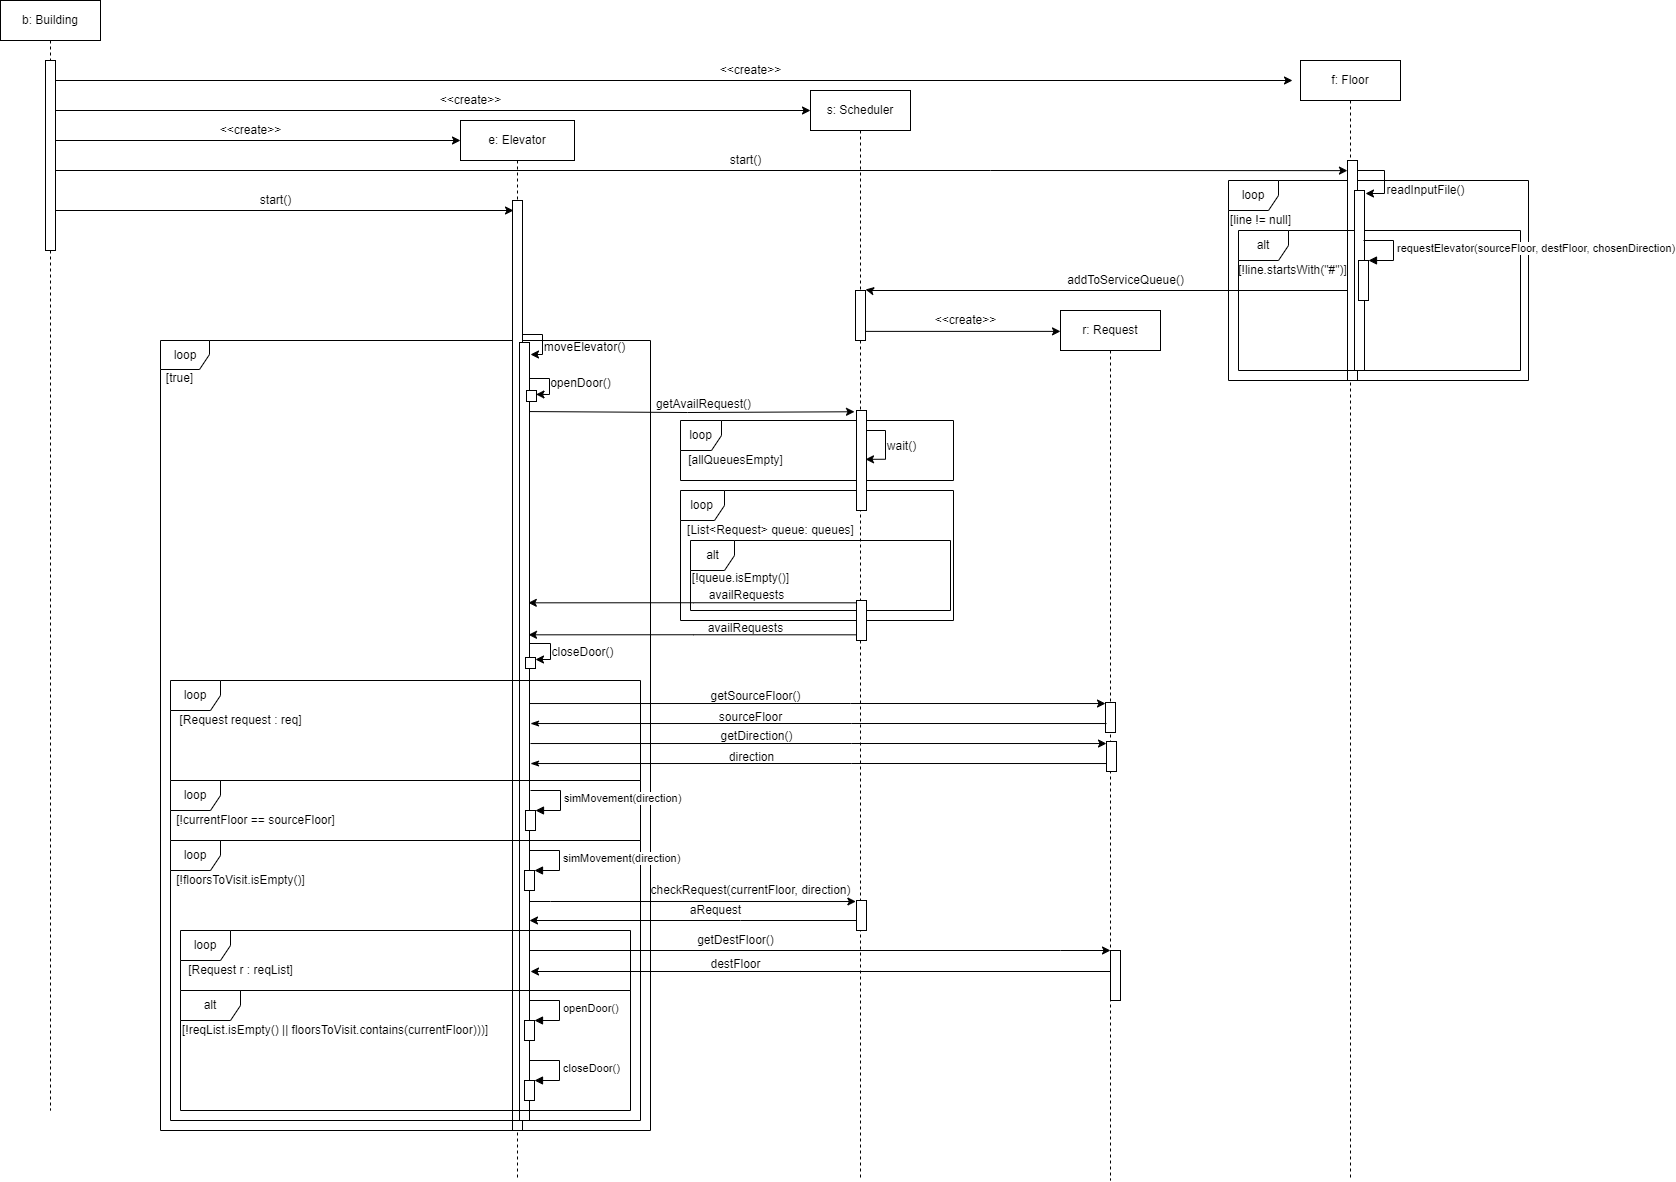 b: Building
<<create>>
f: Floor
<<create>>
s: Scheduler
<<create>>
e: Elevator
start()
readInputFile()
loop
[line != null]
start()
alt
requestElevator(sourceFloor, destFloor, chosenDirection)
[!line.startsWith("#")]
addToServiceQueue()
<<create>>
r: Request
moveElevator()
loop
[true]
openDoor()
getAvailRequest()
loop
wait()
[allQueuesEmpty]
loop
[List<Request> queue: queues]
alt
[!queue.isEmpty()]
availRequests
availRequests
closeDoor()
loop
[Request request : req]
getSourceFloor()
sourceFloor
getDirection()
direction
loop
simMovement(direction)
[!currentFloor == sourceFloor]
loop
simMovement(direction)
[!floorsToVisit.isEmpty()]
checkRequest(currentFloor, direction)
aRequest
loop
getDestFloor()
[Request r : reqList]
destFloor
alt
openDoor()
[!reqList.isEmpty() || floorsToVisit.contains(currentFloor)))]
closeDoor()